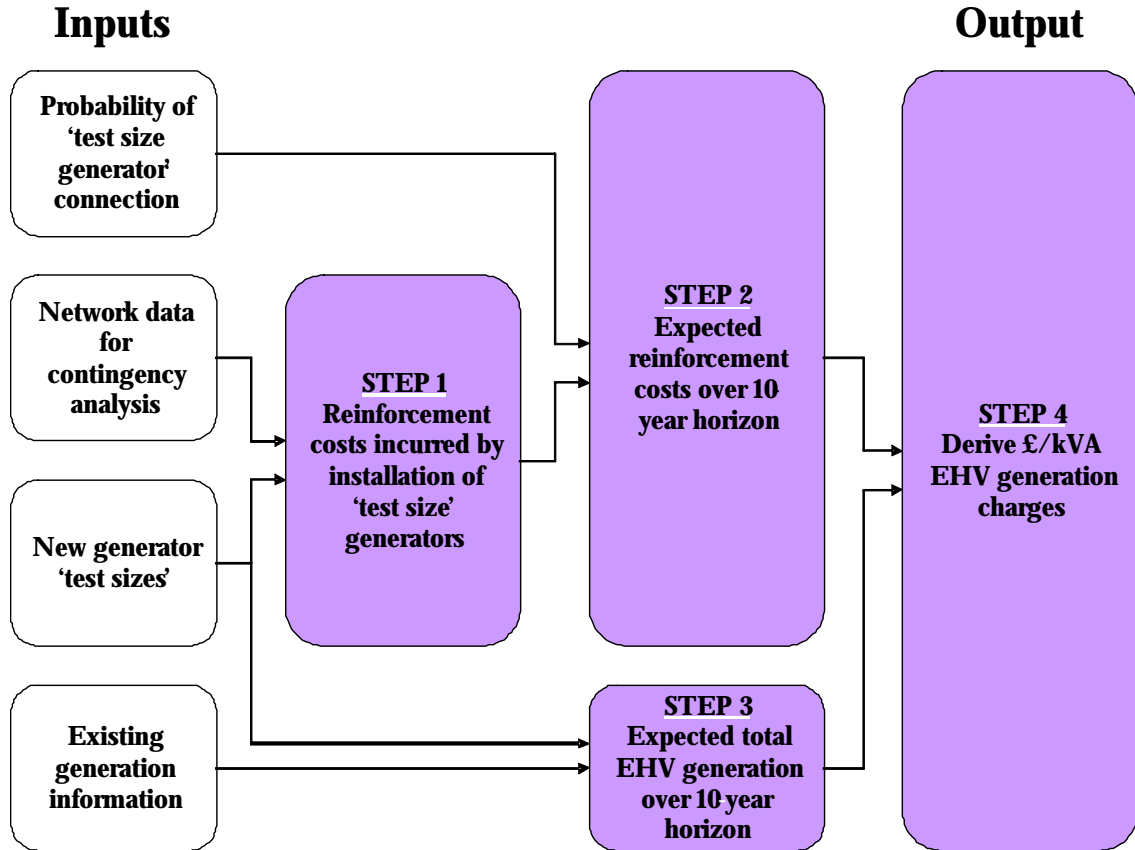 Inputs
Output
Probability of
‘test size
generator’
connection
Network data
for
contingency
analysis
New generator
‘test sizes’
Existing
generation
information
STEP 1
Reinforcement
costs incurred by
installation of
‘test size’
generators
STEP 2
Expected
reinforcement
costs over 10-
year horizon
STEP 3
Expected total
EHV generation
over 10-year
horizon
STEP 4
Derive £/kVA
EHV generation
charges